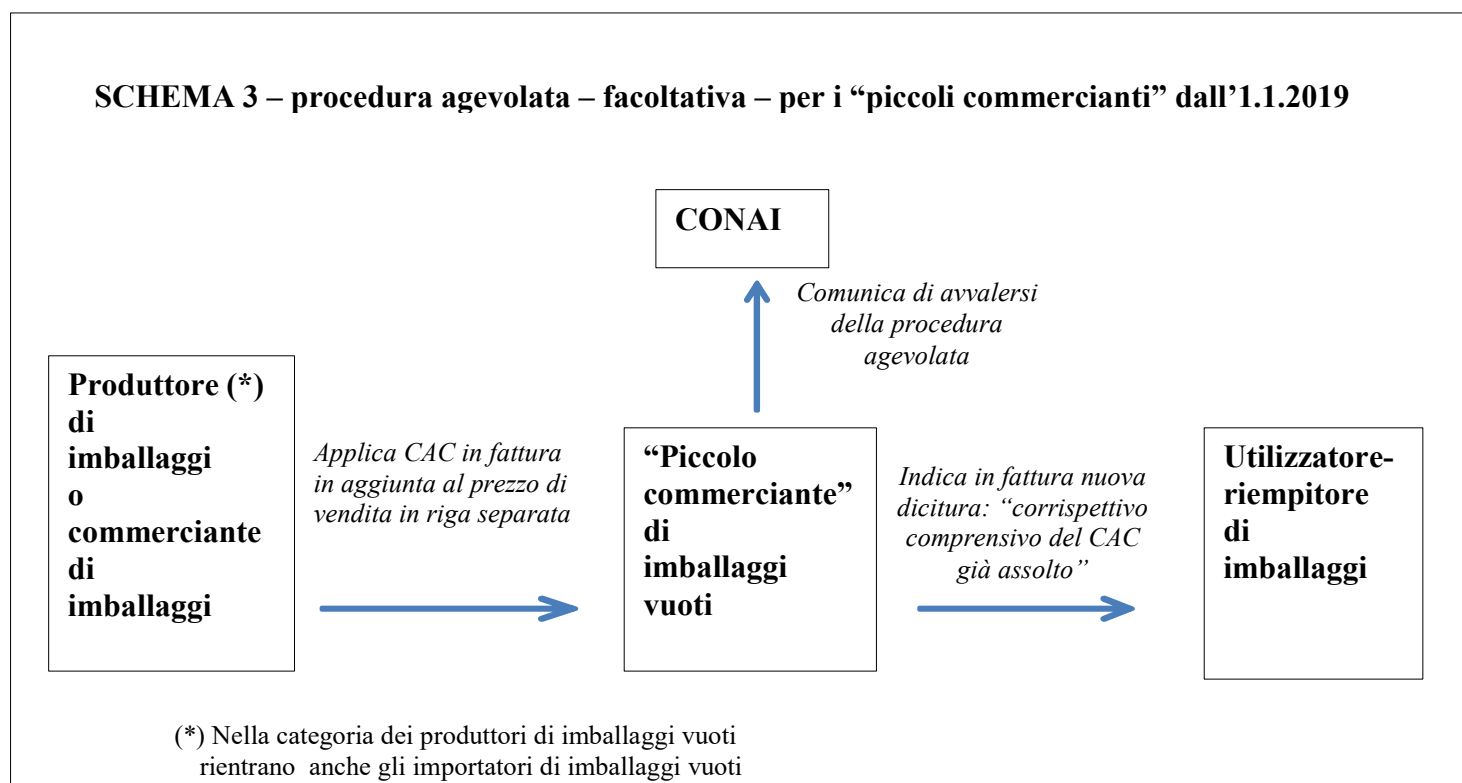 SCHEMA 3 – procedura agevolata – facoltativa – per i “piccoli commercianti” dall’1.1.2019
CONAI
Comunica di avvalersi
della procedura
agevolata
Produttore (*)
di
imballaggi
o
commerciante
di
imballaggi
Applica CAC in fattura
in aggiunta al prezzo di
vendita in riga separata
“Piccolo
commerciante”
di
imballaggi
vuoti
Indica in fattura nuova
dicitura: “corrispettivo
comprensivo del CAC
già assolto”
Utilizzatore-
riempitore
di
imballaggi
(*) Nella categoria dei produttori di imballaggi vuoti
rientrano anche gli importatori di imballaggi vuoti